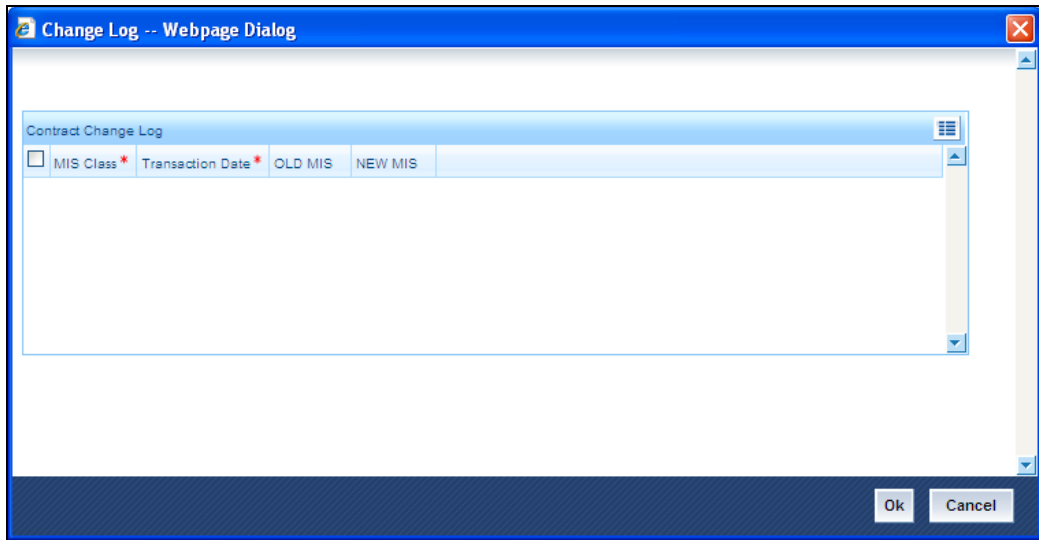 Change Log -- Webpage Dialog
Contract Change Log
MIS Class * Transaction Date * OLD MIS NEW MIS
Ok Cancel